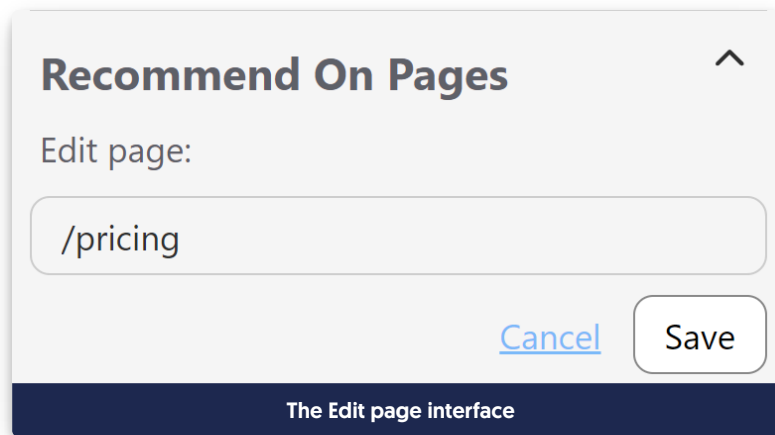 Recommend On Pages
Edit page:
/pricing
Cancel
Save
The Edit page interface